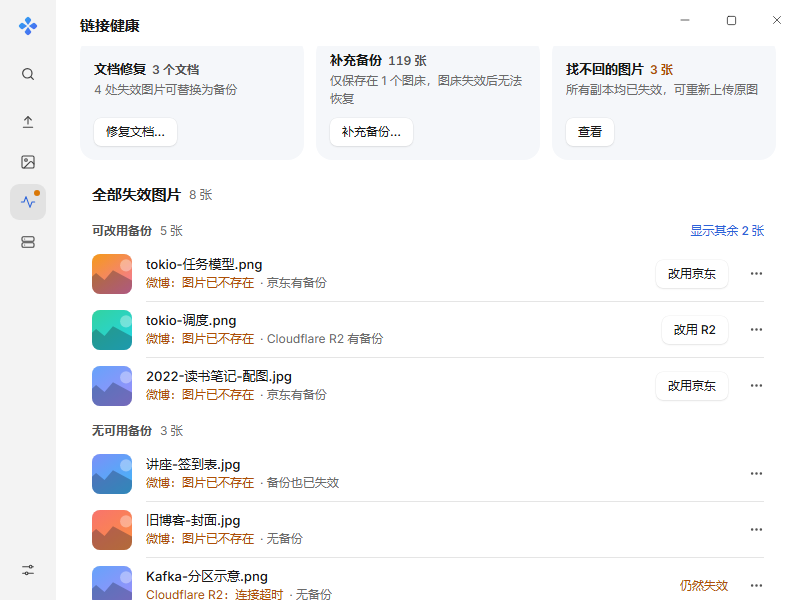 链接健康
文档修复 3 个文档
4 处失效图片可替换为备份
修复文档...
补充备份 119 张
仅保存在 1 个图床，图床失效后无法
恢复
补充备份...
找不回的图片 3 张
所有副本均已失效，可重新上传原图
查看
全部失效图片 8 张
可改用备份 5 张
显示其余 2 张
tokio-任务模型.png
微博：图片已不存在 · 京东有备份
改用京东
tokio-调度.png
微博：图片已不存在 · Cloudflare R2 有备份
改用 R2
2022-读书笔记-配图.jpg
微博：图片已不存在 · 京东有备份
改用京东
无可用备份 3 张
讲座-签到表.jpg
微博：图片已不存在 · 备份也已失效
旧博客-封面.jpg
微博：图片已不存在 · 无备份
Kafka-分区示意.png
Cloudflare R2：连接超时 · 无备份
仍然失效